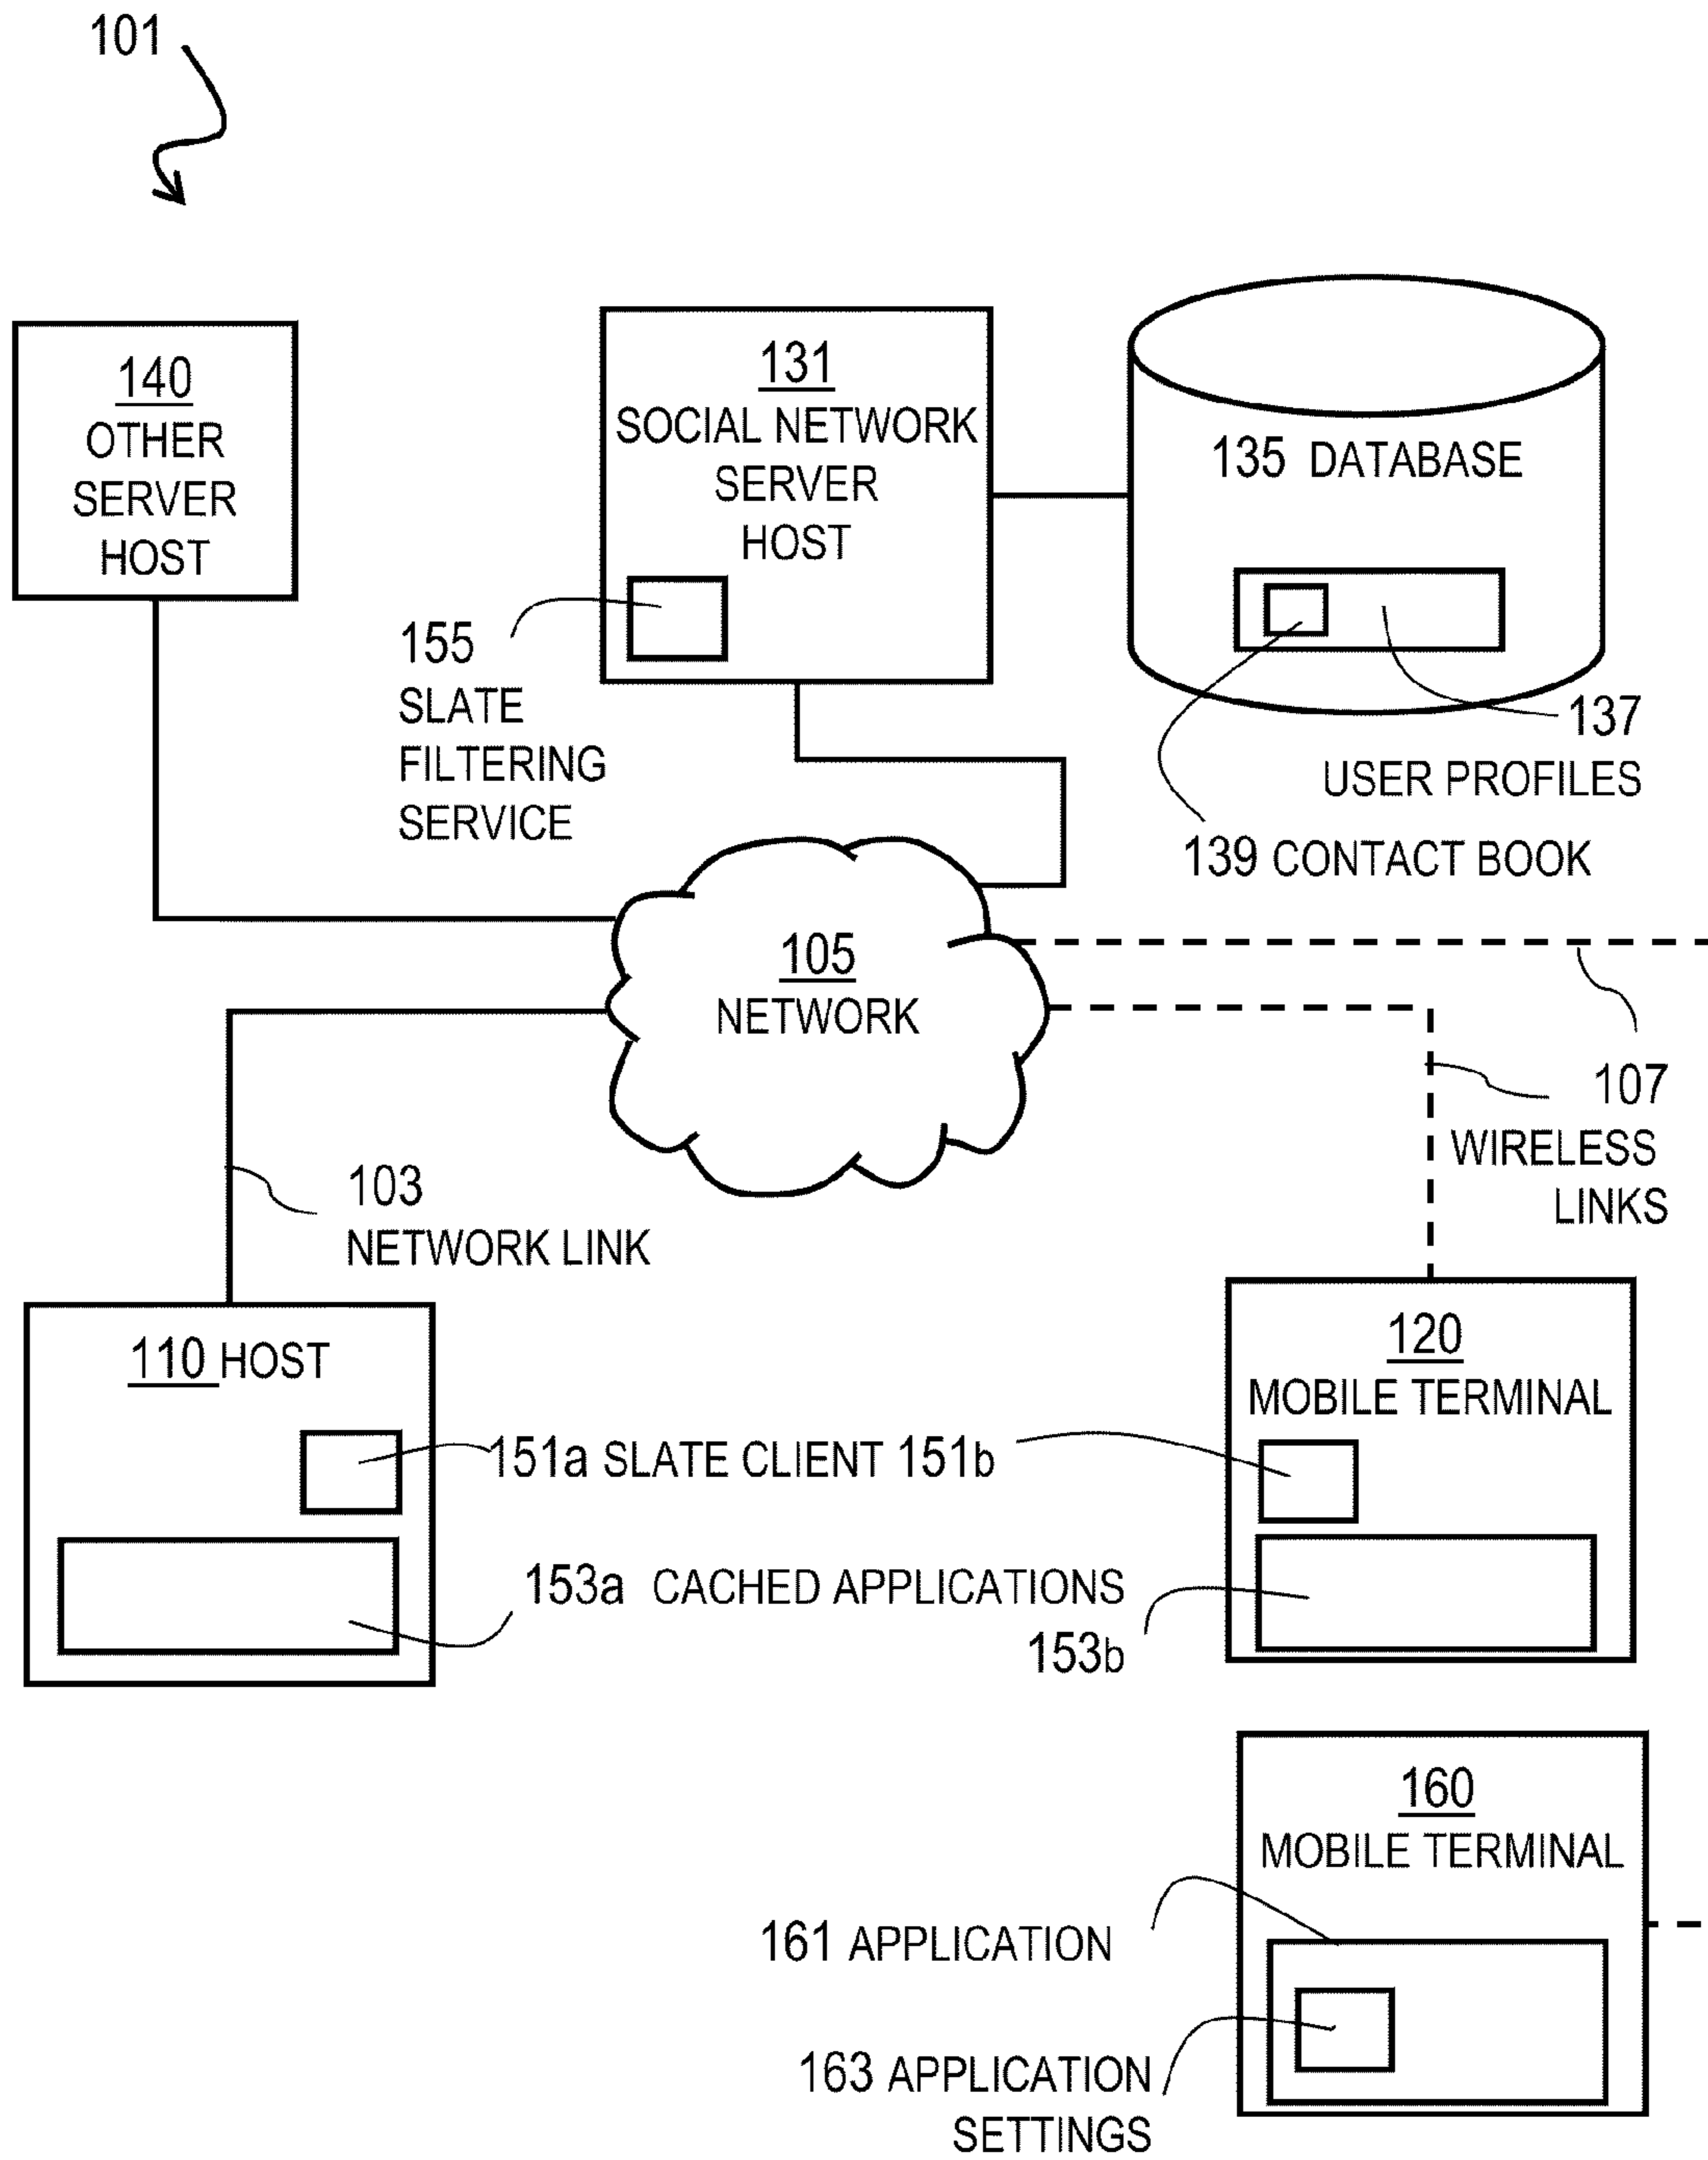 101
140
OTHER
SERVER
HOST
131
SOCIAL NETWORK
SERVER
HOST
135 DATABASE
155
SLATE
FILTERING
SERVICE
137
USER PROFILES
139 CONTACT BOOK
105
NETWORK
107
WIRELESS
LINKS
103
NETWORK LINK
110 HOST
120
MOBILE TERMINAL
151a SLATE CLIENT 151b
153a CACHED APPLICATIONS
153b
160
MOBILE TERMINAL
161 APPLICATION
163 APPLICATION
SETTINGS